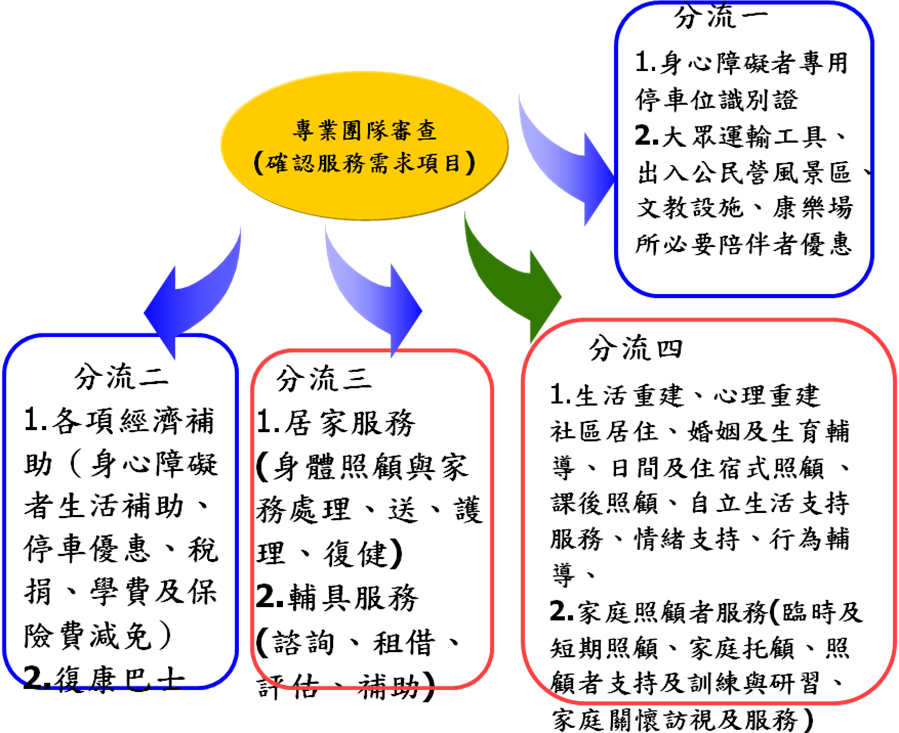 分流一
1.身心障礙者專用
停車位識別證
2.大眾運輸工具、
出入公民營風景區、
文教設施、康樂場
所必要陪伴者優惠
專業團隊審查
(確認服務需求項目)
分流二
1.各項經濟補
助（身心障礙
者生活補助、
停車優惠、稅
捐、學費及保
險費減免）
2.復康巴士
分流三
1.居家服務
(身體照顧與家
務處理、送、護
理、復健)
2.輔具服務
(諮詢、租借、
評估、補助)
分流四
1.生活重建、心理重建
社區居住、婚姻及生育輔
導、日間及住宿式照顧、
課後照顧、自立生活支持
服務、情緒支持、行為輔
導、
2.家庭照顧者服務(臨時及
短期照顧、家庭托顧、照
顧者支持及訓練與研習、
家庭關懷訪視及服務)